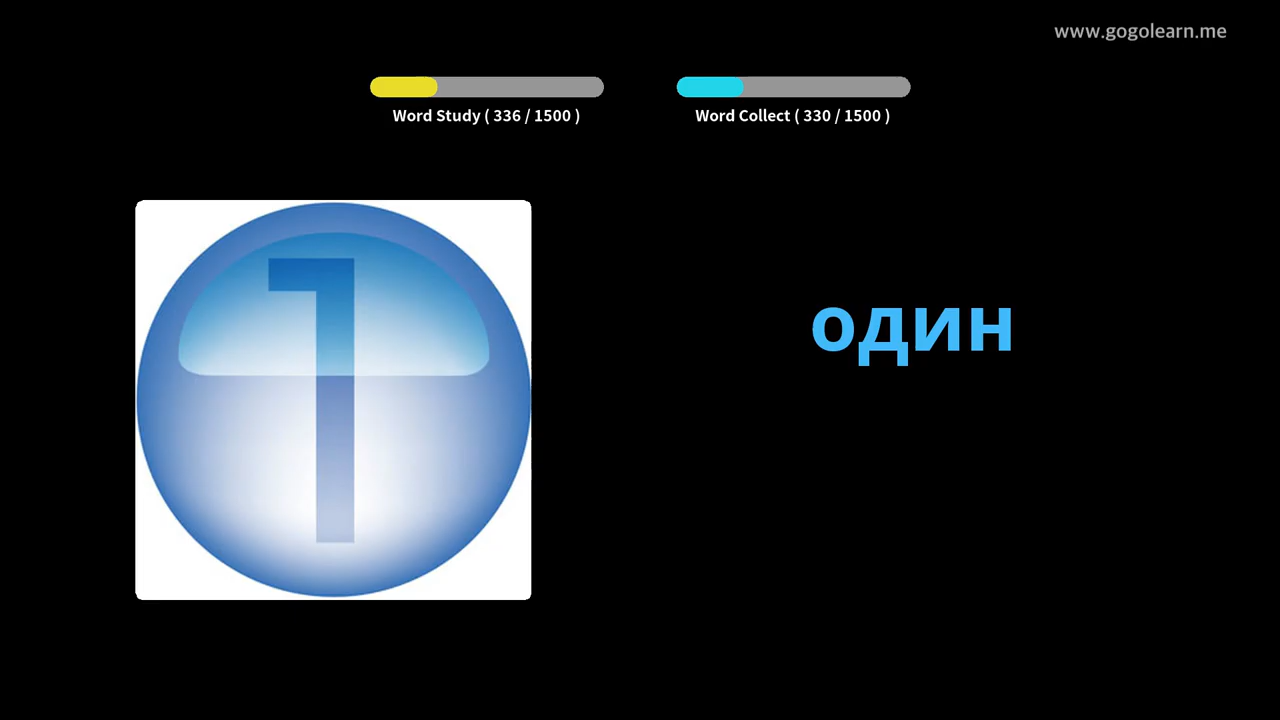 www.gogolearn.me
Word Study ( 336 / 1500 )
Word Collect ( 330 / 1500 )
1
один